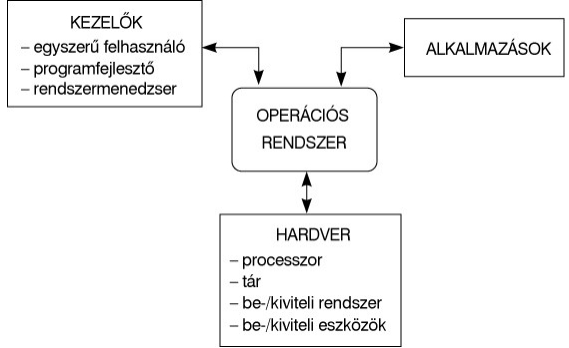 KEZELŐK
– egyszerű felhasználó
– programfejlesztő
– rendszermenedzser
ALKALMAZÁSOK
OPERÁCIÓS
RENDSZER
HARDVER
– processzor
– tár
– be-/kiviteli rendszer
– be-/kiviteli eszközök